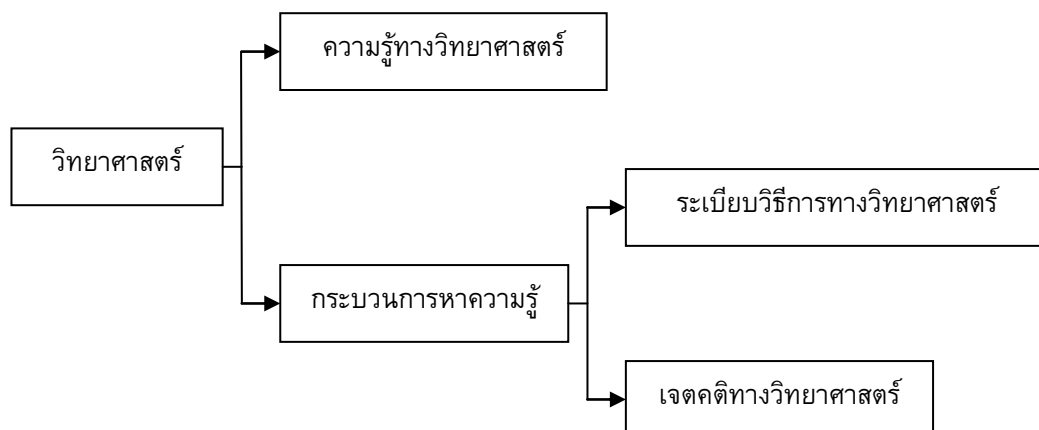 ความรู้ทางวิทยาศาสตร์
วิทยาศาสตร์
ระเบียบวิธีการทางวิทยาศาสตร์
กระบวนการหาความรู้
เจตคติทางวิทยาศาสตร์